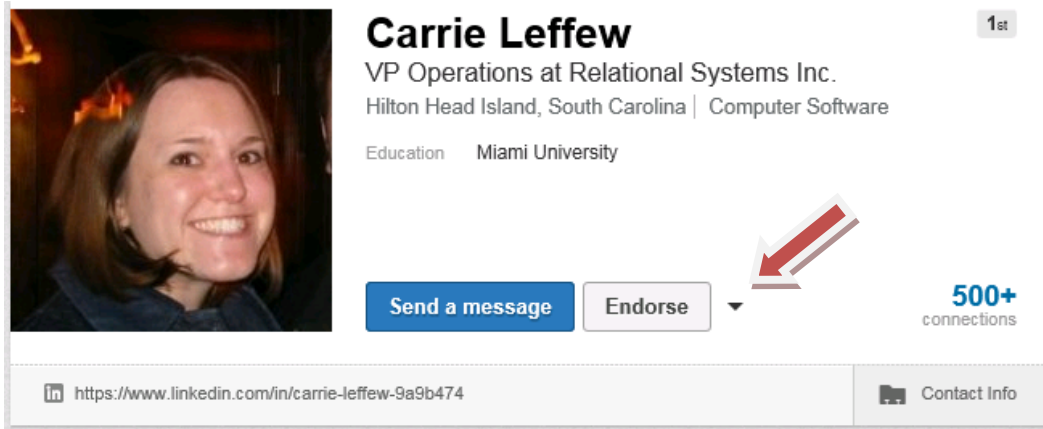 Carrie Leffew
1st
VP Operations at Relational Systems Inc.
Hilton Head Island, South Carolina | Computer Software
Education Miami University
Send a message Endorse
500+
connections
in https://www.linkedin.com/in/carrie-leffew-9a9b474 Contact Info